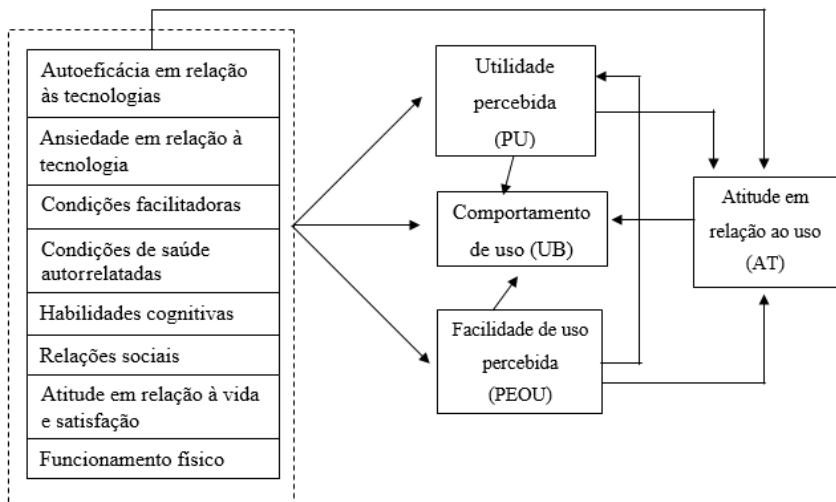 Autoeficácia em relação
às tecnologias
Ansiedade em relação à
tecnologia
Condições facilitadoras
Condições de saúde
autorrelatadas
Habilidades cognitivas
Relações sociais
Atitude em relação à vida
e satisfação
Funcionamento físico
Utilidade
percebida
(PU)
Comportamento
de uso (UB)
Facilidade de uso
percebida
(PEOU)
Atitude em
relação ao uso
(AT)